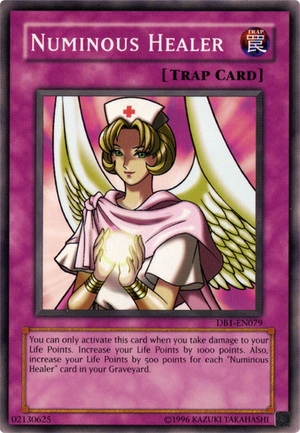 NUMINOUS HEALER
TRAP
罠
[TRAP CARD]
DB1-EN079
You can only activate this card when you take damage to your
Life Points. Increase your Life Points by 1000 points. Also,
increase your Life Points by 500 points for each "Numinous
Healer" card in your Graveyard.
02130625
©1996 KAZUKI TAKAHASHI